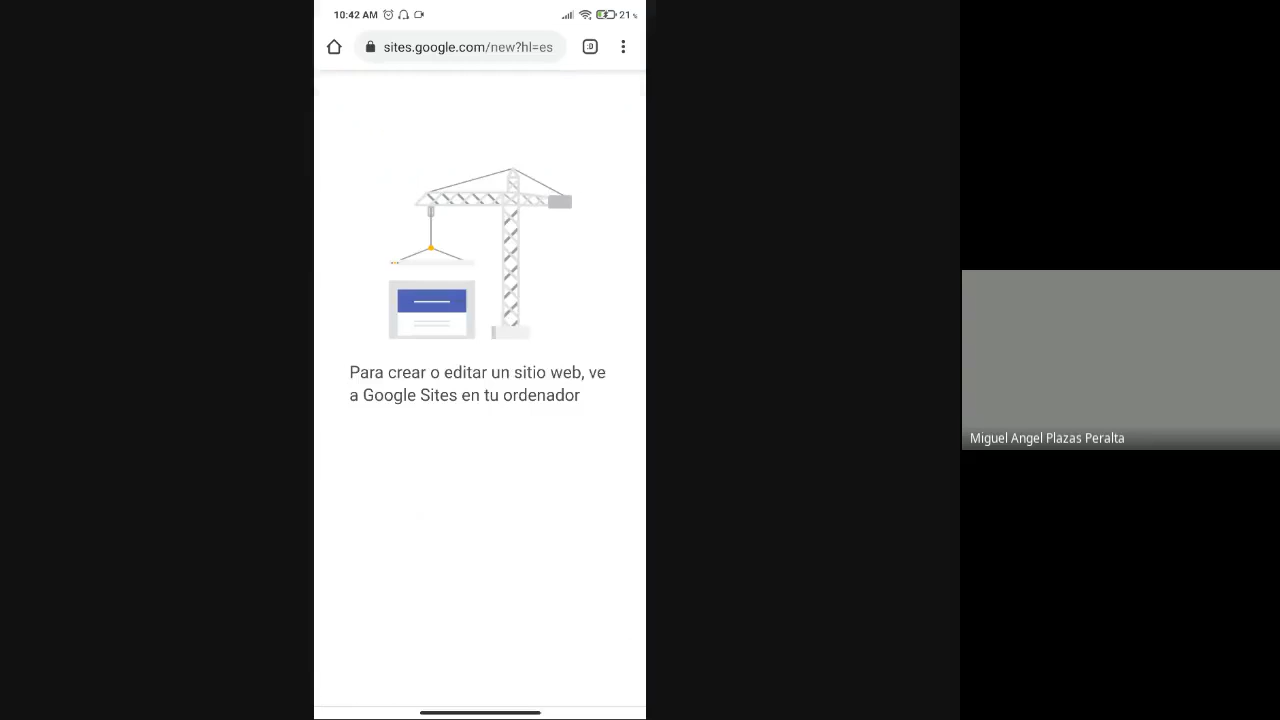 10:42 AM
21%
sites.google.com/new?hl=es
:D
Para crear o editar un sitio web, ve
a Google Sites en tu ordenador
Miguel Angel Plazas Peralta